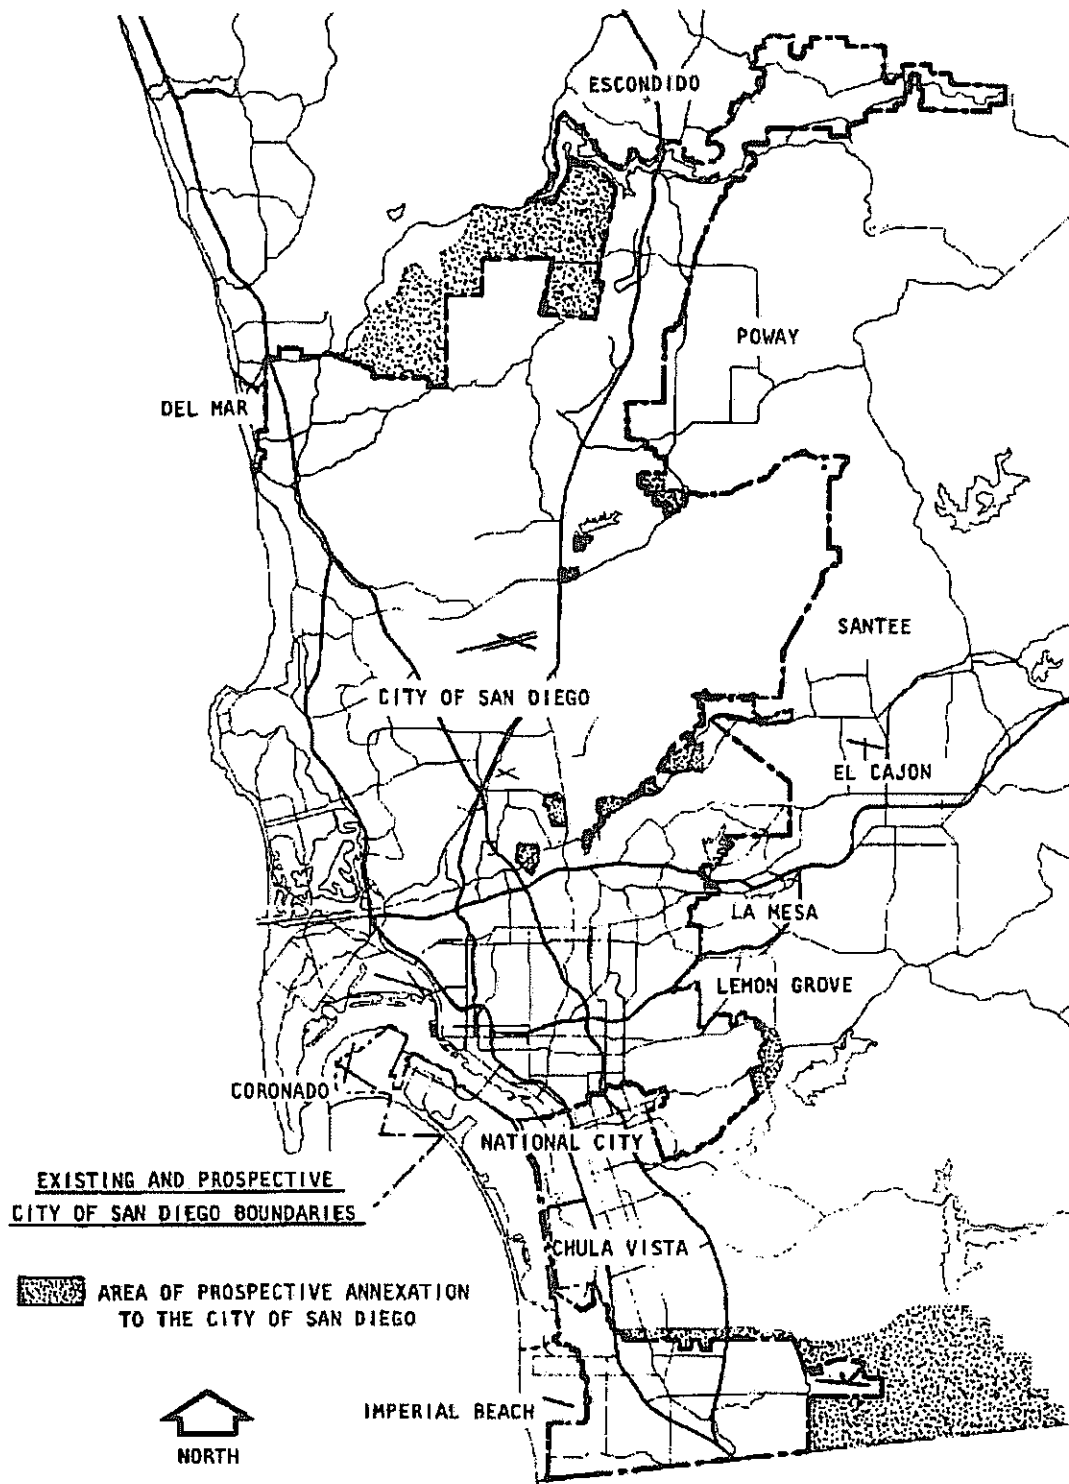 ESCONDIDO
POWAY
DEL MAR
SANTEE
CITY OF SAN DIEGO
EL CAJON
LA MESA
LEMON GROVE
CORONADO
NATIONAL CITY
EXISTING AND PROSPECTIVE
CITY OF SAN DIEGO BOUNDARIES
CHULA VISTA
AREA OF PROSPECTIVE ANNEXATION
TO THE CITY OF SAN DIEGO
IMPERIAL BEACH
NORTH